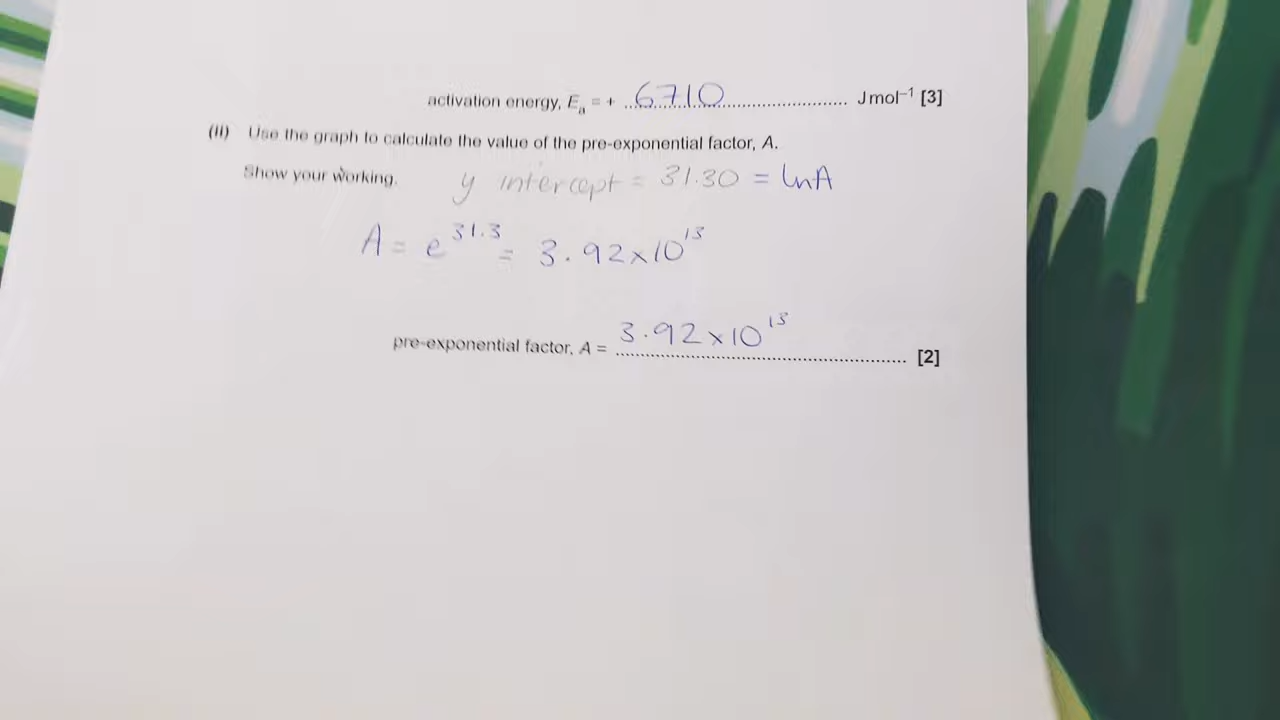 activation energy, Eₐ = + 6710 J mol⁻¹ [3]
(ii) Use the graph to calculate the value of the pre-exponential factor, A.
Show your working. y intercept = 31.30 = lnA
A = e³¹·³ = 3.92×10¹³
pre-exponential factor, A = 3.92×10¹³ [2]